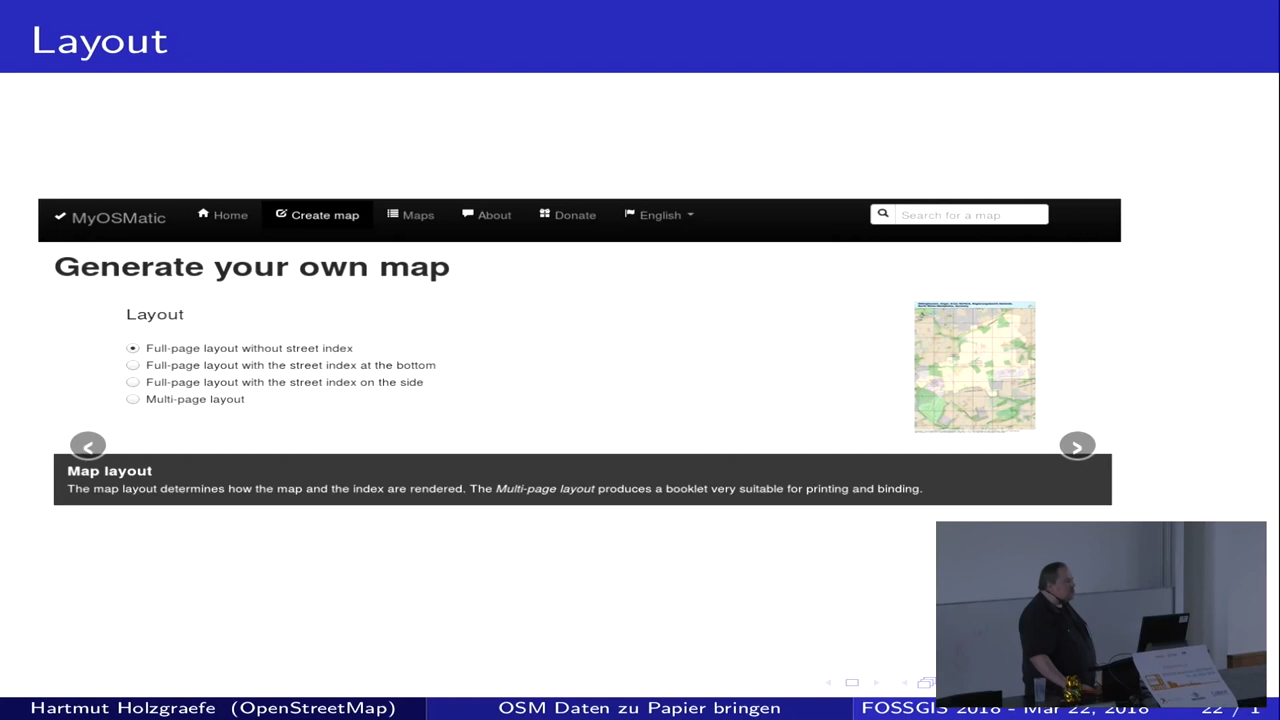 Layout
MyOSMatic Home Create map Maps About Donate English Search for a map
Generate your own map
Layout
Full-page layout without street index
Full-page layout with the street index at the bottom
Full-page layout with the street index on the side
Multi-page layout
Map layout
The map layout determines how the map and the index are rendered. The Multi-page layout produces a booklet very suitable for printing and binding.
Hartmut Holzgraefe (OpenStreetMap) OSM Daten zu Papier bringen FOSSGIS 2018 - Mar 22, 2018 22 / 1